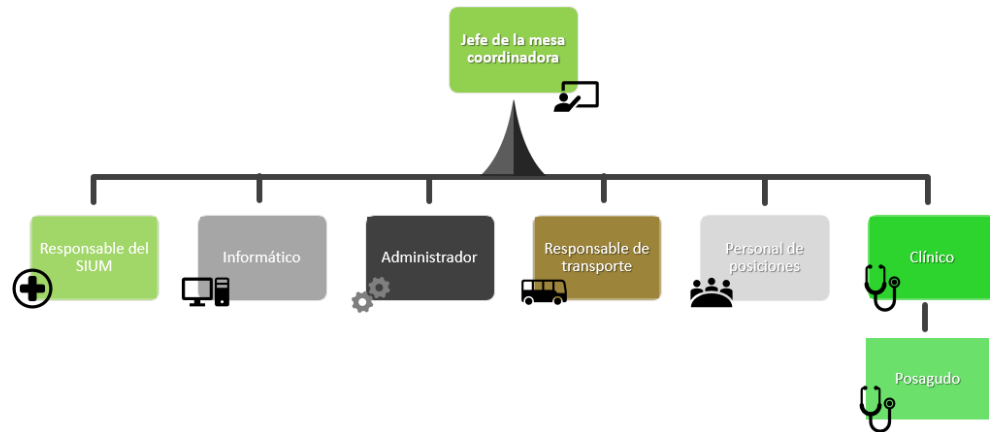 Jefe de la mesa
coordinadora
Responsable del
SIUM
Informático
Administrador
Responsable de
transporte
Personal de
posiciones
Clínico
Posagudo